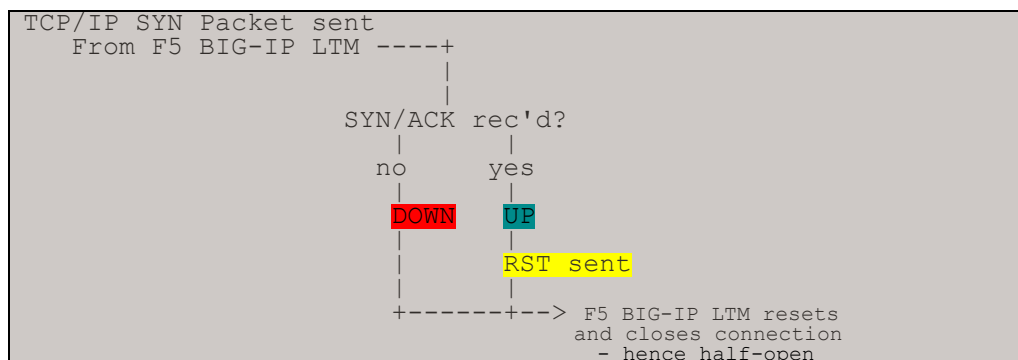 TCP/IP SYN Packet sent
From F5 BIG-IP LTM ----+
|
|
SYN/ACK rec'd?
| |
no yes
| |
DOWN UP
| |
| RST sent
| |
+------+--> F5 BIG-IP LTM resets
and closes connection
- hence half-open